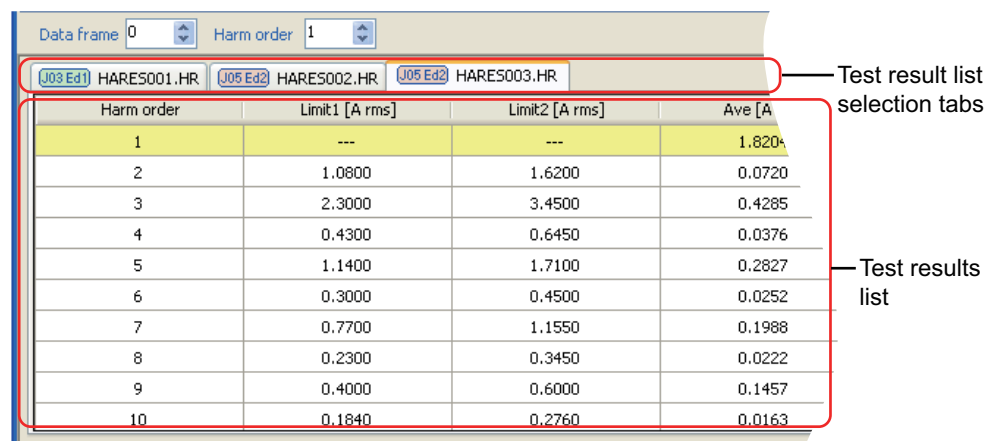 Data frame 0 Harm order 1
J03 Ed1 HARES001.HR J05 Ed2 HARES002.HR J05 Ed2 HARES003.HR
Test result list
selection tabs
Harm order Limit1 [A rms] Limit2 [A rms] Ave [A
1 --- --- 1.8204
2 1.0800 1.6200 0.0720
3 2.3000 3.4500 0.4285
4 0.4300 0.6450 0.0376
5 1.1400 1.7100 0.2827
Test results
list
6 0.3000 0.4500 0.0252
7 0.7700 1.1550 0.1988
8 0.2300 0.3450 0.0222
9 0.4000 0.6000 0.1457
10 0.1840 0.2760 0.0163